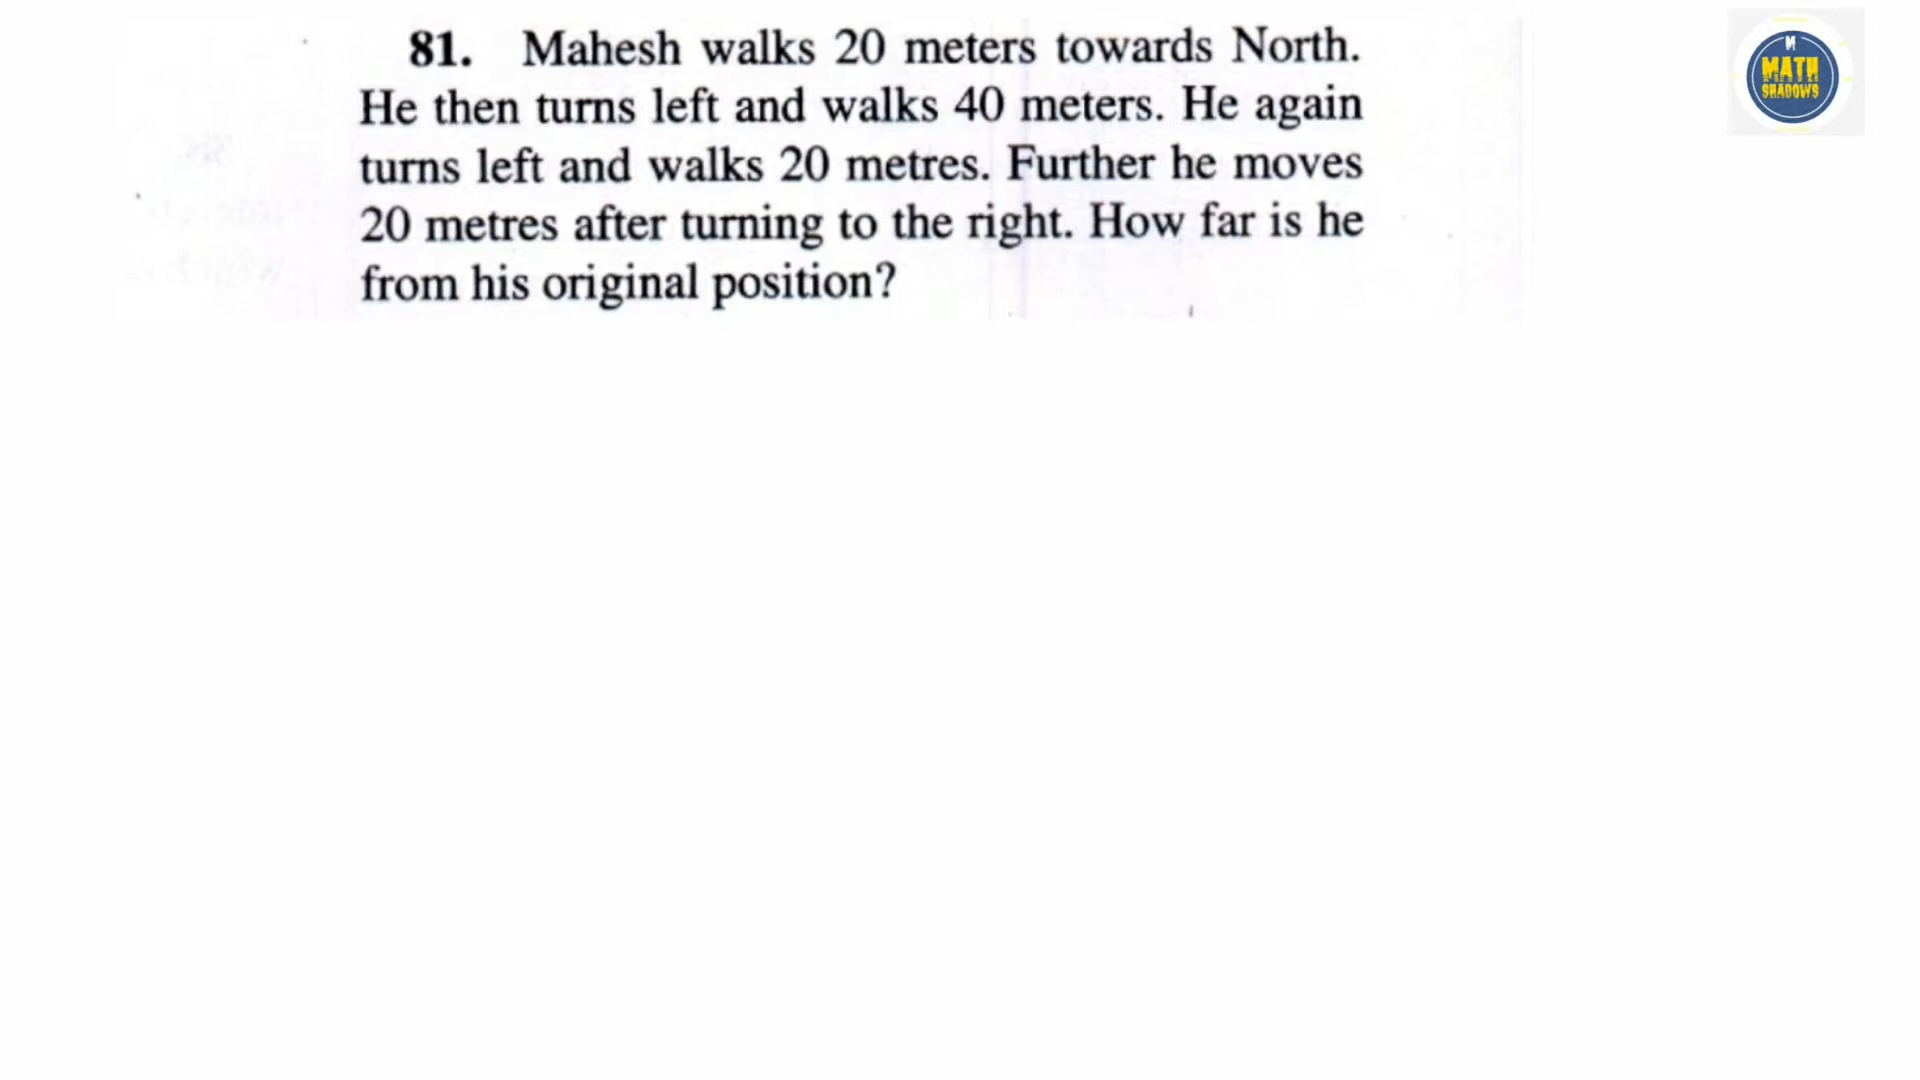 81. Mahesh walks 20 meters towards North.
He then turns left and walks 40 meters. He again
turns left and walks 20 metres. Further he moves
20 metres after turning to the right. How far is he
from his original position?
M
MATH
SHADOWS